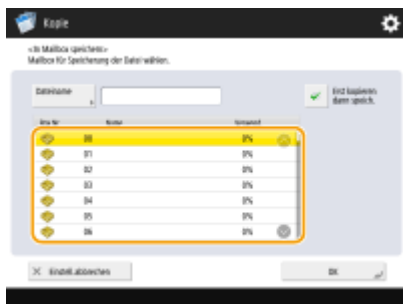 Kopie
<In Mailbox speichern>
Mailbox für Speicherung der Datei wählen.
Dateiname
Erst kopieren
dann speich.
Box Nr. Name Verwend.
00 0%
01 0%
02 0%
03 0%
04 0%
05 0%
06 0%
Einstell.abbrechen
OK